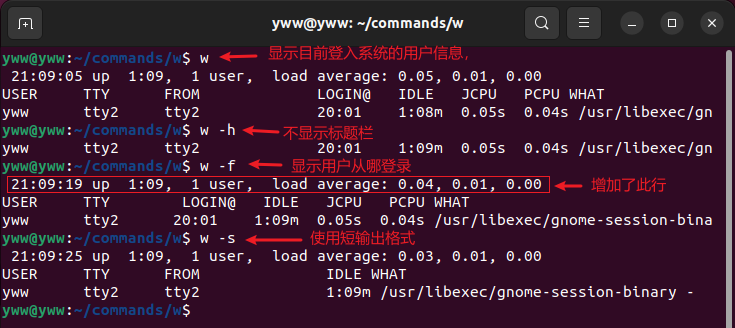 yww@yww: ~/commands/w
yww@yww:~/commands/w$ w 显示目前登入系统的用户信息,
21:09:05 up  1:09,  1 user,  load average: 0.05, 0.01, 0.00
USER     TTY      FROM             LOGIN@   IDLE   JCPU   PCPU WHAT
yww      tty2     tty2             20:01    1:08m  0.05s  0.04s /usr/libexec/gn
yww@yww:~/commands/w$ w -h 不显示标题栏
yww      tty2     tty2             20:01    1:09m  0.05s  0.04s /usr/libexec/gn
yww@yww:~/commands/w$ w -f 显示用户从哪登录
21:09:19 up  1:09,  1 user,  load average: 0.04, 0.01, 0.00 增加了此行
USER     TTY        LOGIN@   IDLE   JCPU   PCPU WHAT
yww      tty2      20:01    1:09m  0.05s  0.04s /usr/libexec/gnome-session-bina
yww@yww:~/commands/w$ w -s 使用短输出格式
21:09:25 up  1:09,  1 user,  load average: 0.03, 0.01, 0.00
USER     TTY      FROM              IDLE WHAT
yww      tty2     tty2              1:09m /usr/libexec/gnome-session-binary -
yww@yww:~/commands/w$